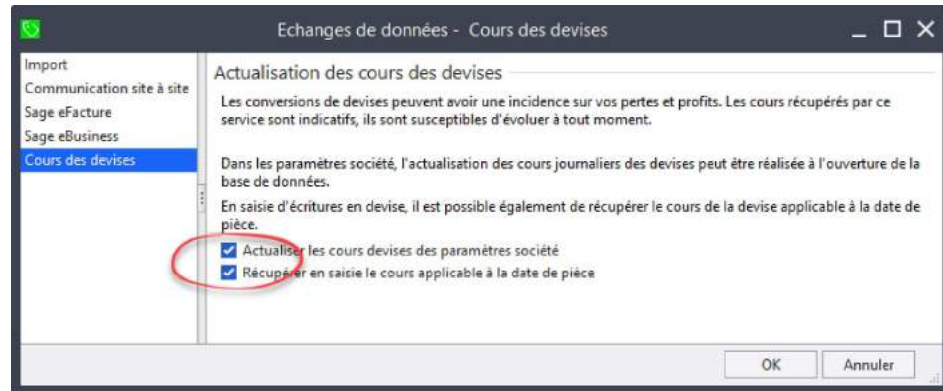 Echanges de données - Cours des devises
Import
Communication site à site
Sage eFacture
Sage eBusiness
Cours des devises
Actualisation des cours des devises
Les conversions de devises peuvent avoir une incidence sur vos pertes et profits. Les cours récupérés par ce
service sont indicatifs, ils sont susceptibles d'évoluer à tout moment.
Dans les paramètres société, l'actualisation des cours journaliers des devises peut être réalisée à l'ouverture de la
base de données.
En saisie d'écritures en devise, il est possible également de récupérer le cours de la devise applicable à la date de
pièce.
Actualiser les cours devises des paramètres société
Récupérer en saisie le cours applicable à la date de pièce
OK
Annuler